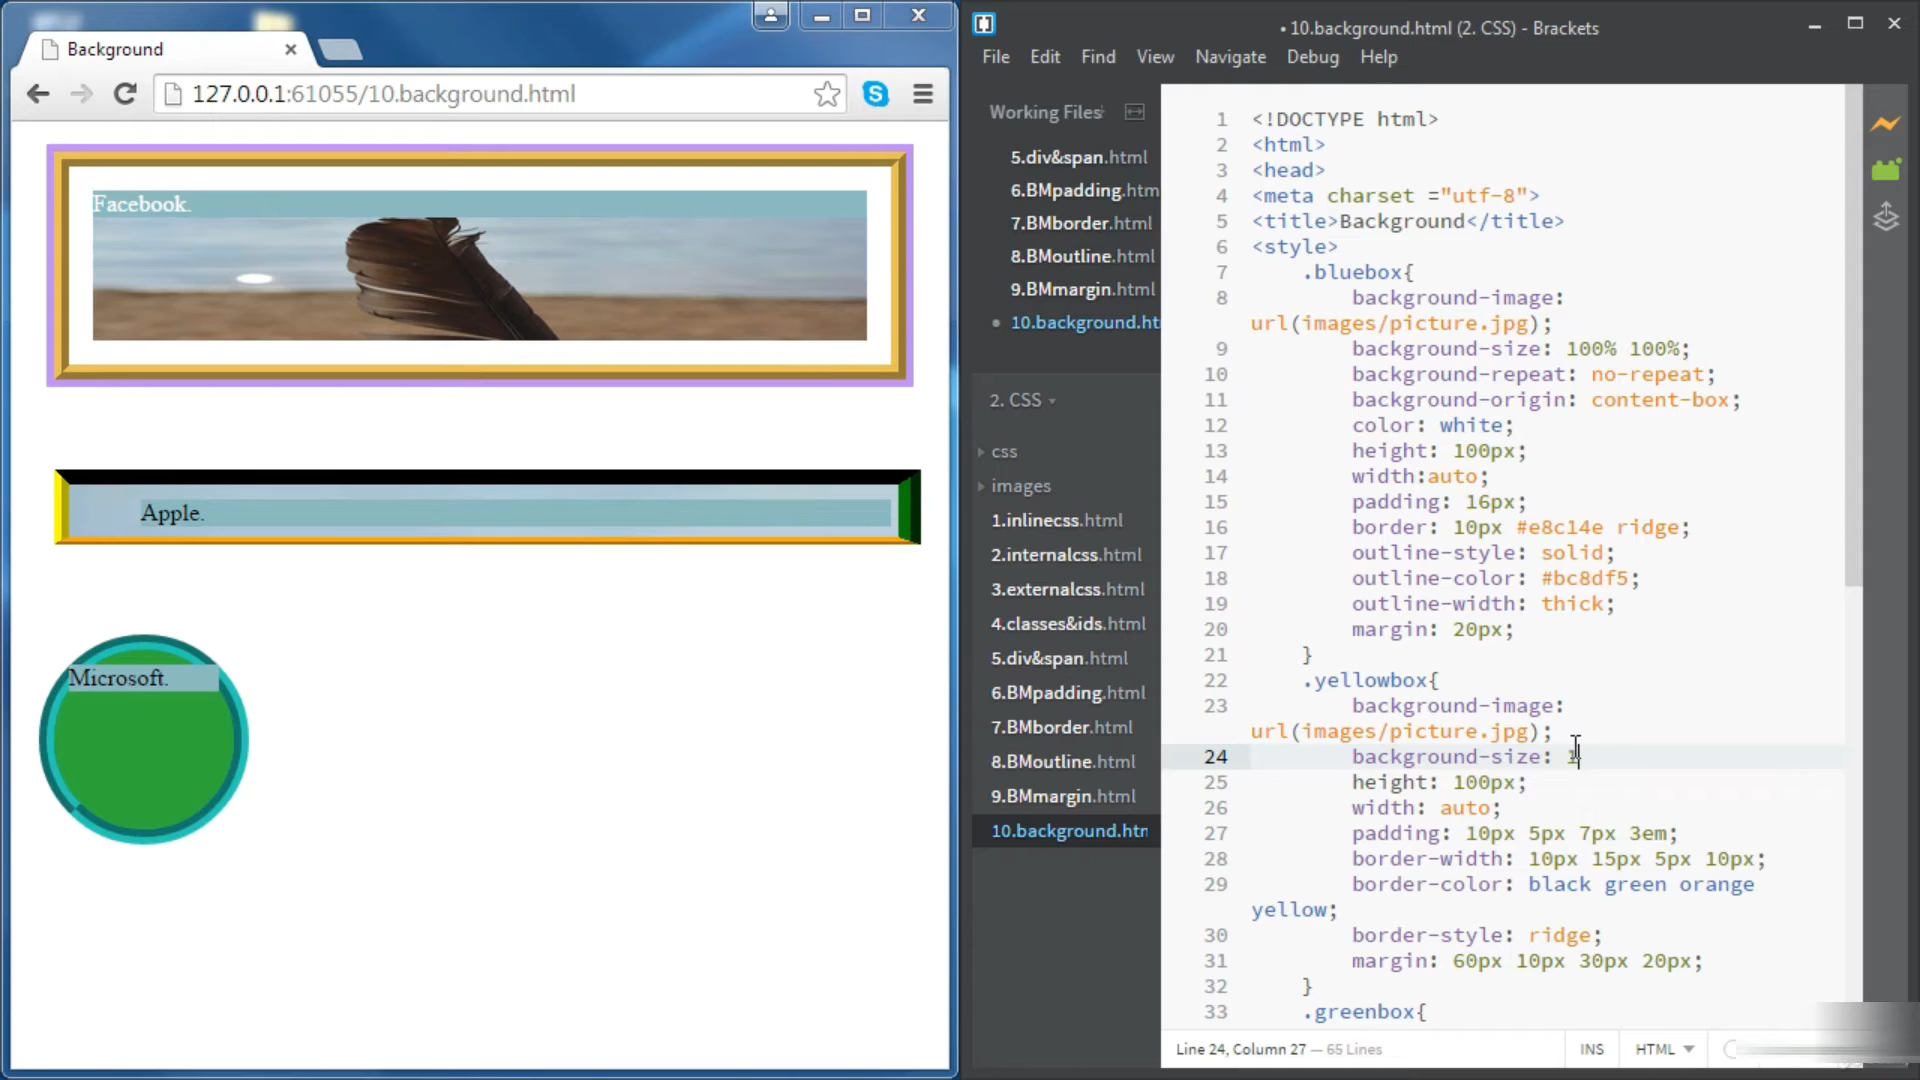 Background
127.0.0.1:61055/10.background.html
Facebook.
Apple.
Microsoft.
• 10.background.html (2. CSS) - Brackets
File Edit Find View Navigate Debug Help
Working Files
5.div&span.html
6.BMpadding.htm
7.BMborder.html
8.BMoutline.html
9.BMmargin.html
10.background.ht
2. CSS
css
images
1.inlinecss.html
2.internalcss.html
3.externalcss.html
4.classes&ids.html
5.div&span.html
6.BMpadding.html
7.BMborder.html
8.BMoutline.html
9.BMmargin.html
10.background.htm
1 <!DOCTYPE html>
2 <html>
3 <head>
4 <meta charset ="utf-8">
5 <title>Background</title>
6 <style>
7 .bluebox{
8 background-image:
url(images/picture.jpg);
9 background-size: 100% 100%;
10 background-repeat: no-repeat;
11 background-origin: content-box;
12 color: white;
13 height: 100px;
14 width:auto;
15 padding: 16px;
16 border: 10px #e8c14e ridge;
17 outline-style: solid;
18 outline-color: #bc8df5;
19 outline-width: thick;
20 margin: 20px;
21 }
22 .yellowbox{
23 background-image:
url(images/picture.jpg);
24 background-size: 1
25 height: 100px;
26 width: auto;
27 padding: 10px 5px 7px 3em;
28 border-width: 10px 15px 5px 10px;
29 border-color: black green orange
yellow;
30 border-style: ridge;
31 margin: 60px 10px 30px 20px;
32 }
33 .greenbox{
Line 24, Column 27 — 65 Lines
INS
HTML